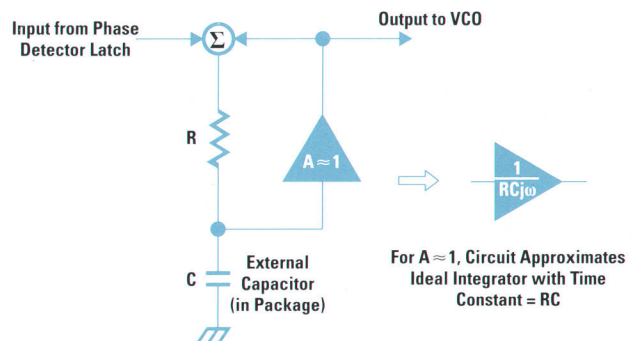 Input from Phase
Detector Latch
Σ
Output to VCO
R
A≈1
1
RCjω
C
External
Capacitor
(in Package)
For A≈1, Circuit Approximates
Ideal Integrator with Time
Constant = RC